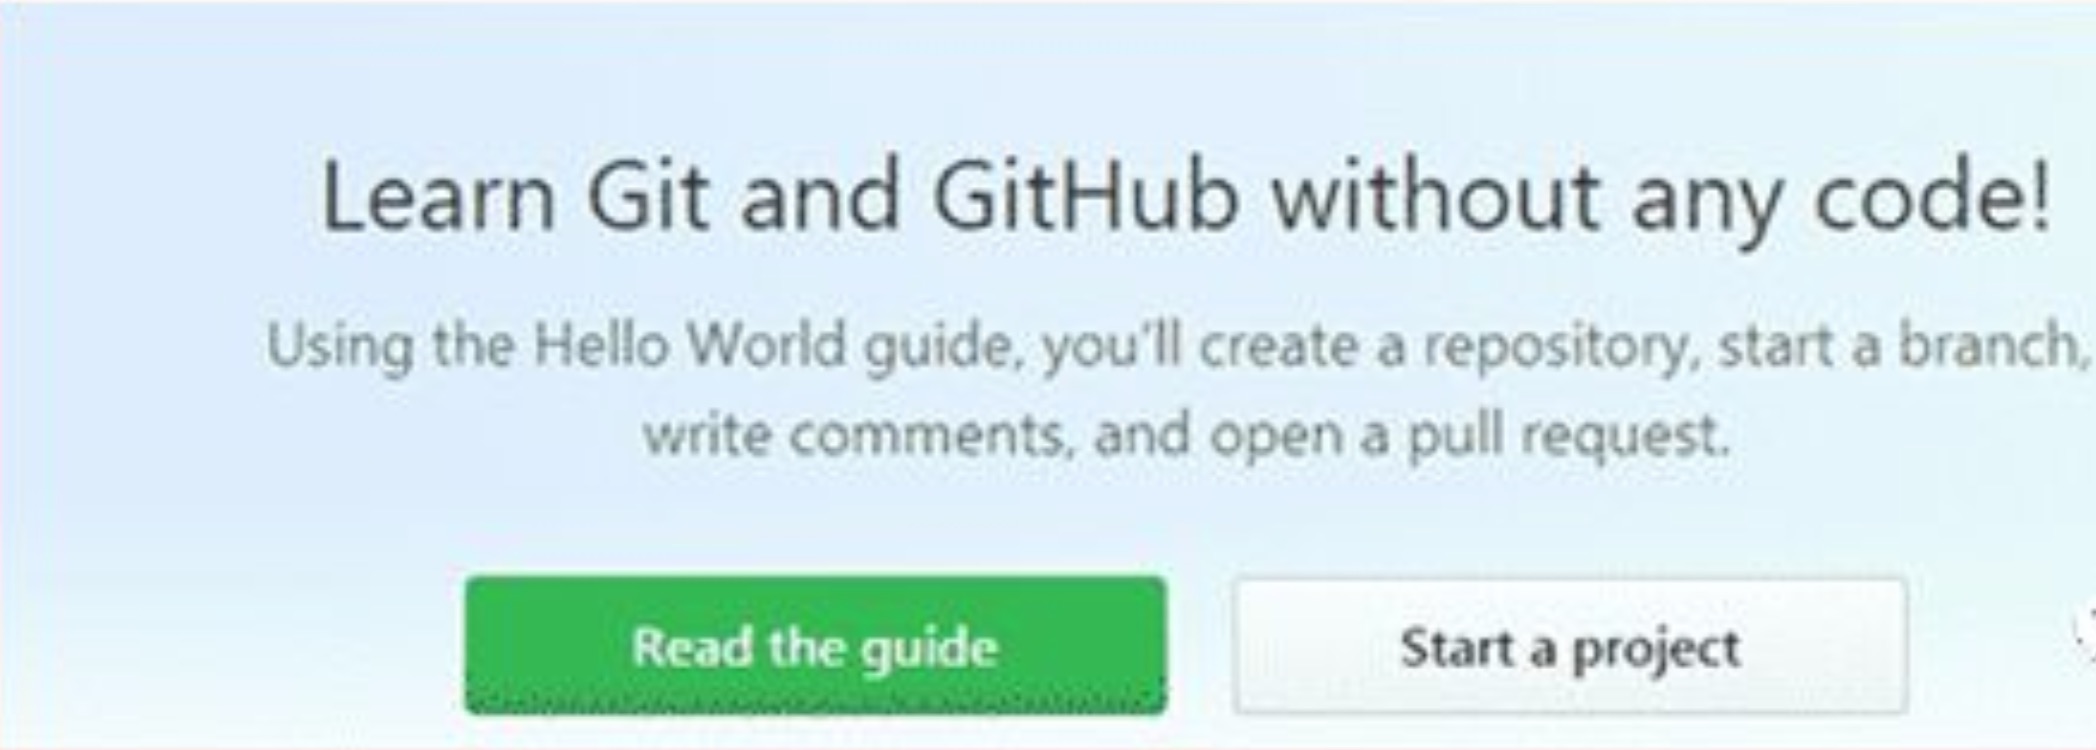 Learn Git and GitHub without any code!
Using the Hello World guide, you'll create a repository, start a branch,
write comments, and open a pull request.
Read the guide
Start a project